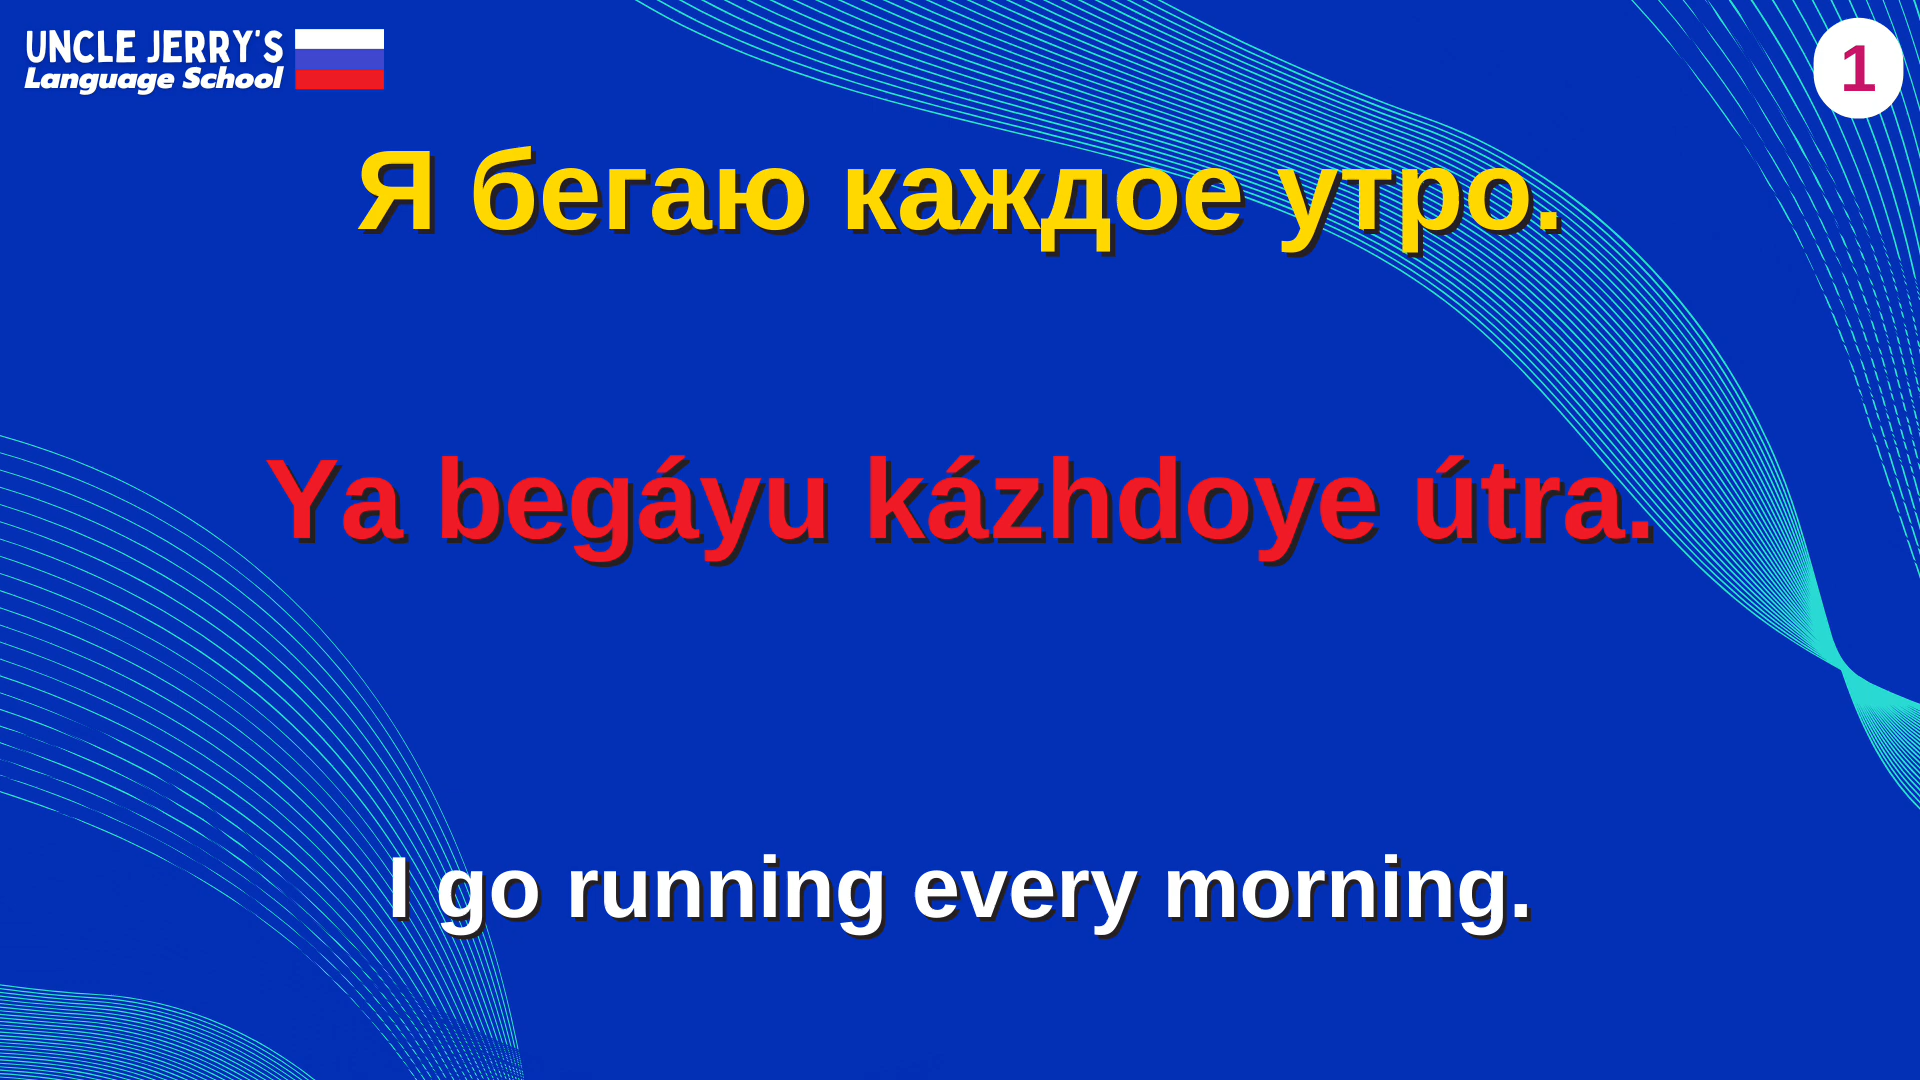 UNCLE JERRY'S
Language School
1
Я бегаю каждое утро.
Ya begáyu kázhdoye útra.
I go running every morning.